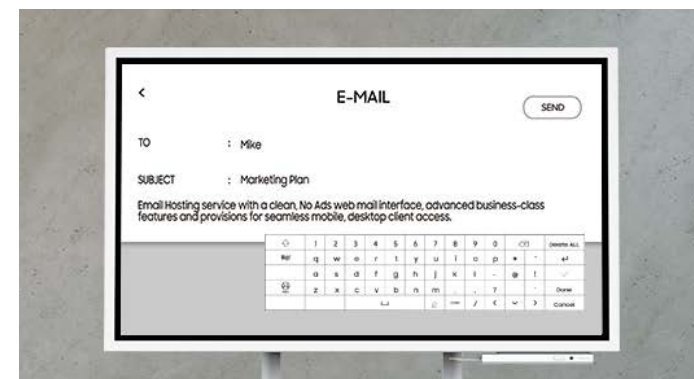 E-MAIL
SEND
TO : Mike
SUBJECT : Marketing Plan
Email Hosting service with a clean, No Ads web mail interface, advanced business-class
features and provisions for seamless mobile, desktop client access.
1 2 3 4 5 6 7 8 9 0 Delete ALL
q w e r t y u i o p
a s d f g h j k l - @ !
z x c v b n m . , ? Done
/ Cancel